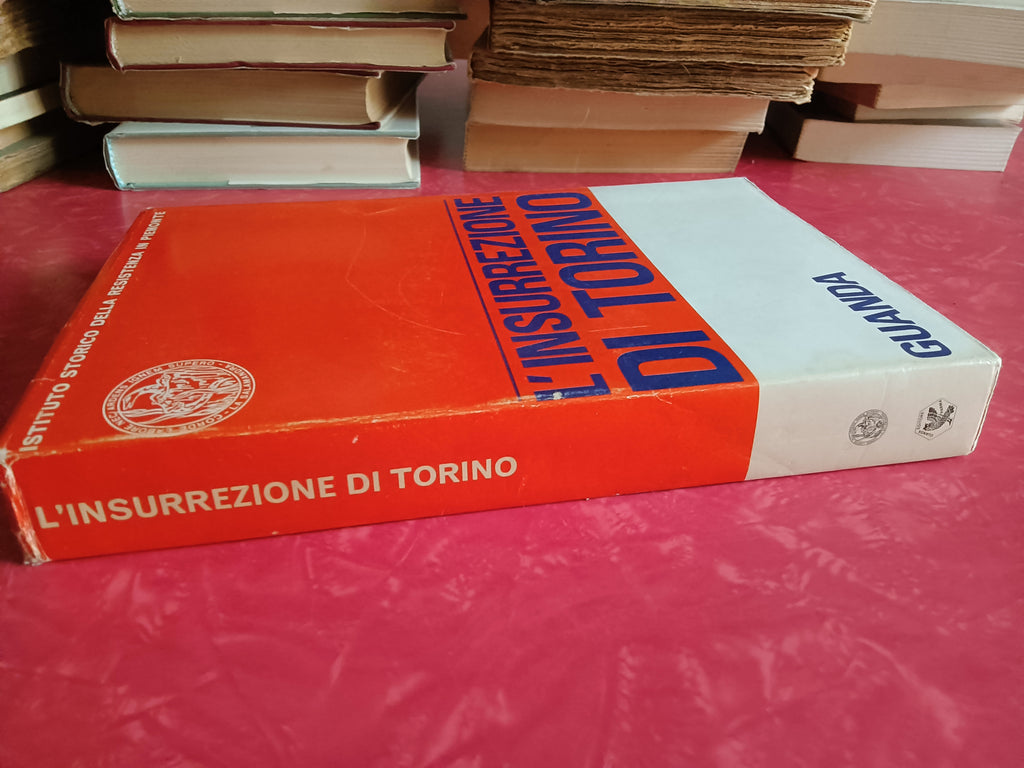 ISTITUTO STORICO DELLA RESISTENZA IN PIEMONTE
L'INSURREZIONE
DI TORINO
GUANDA
L'INSURREZIONE DI TORINO